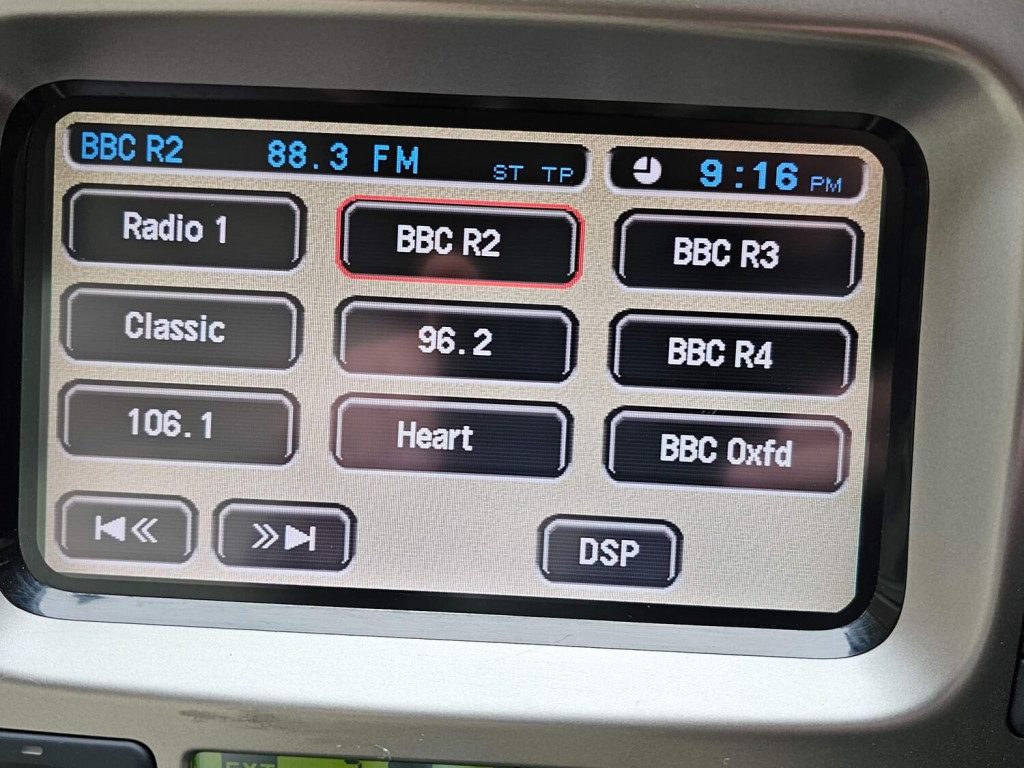 BBC R2 88.3 FM ST TP 9:16 PM
Radio 1 BBC R2 BBC R3
Classic 96.2 BBC R4
106.1 Heart BBC Oxfd
DSP
EXT